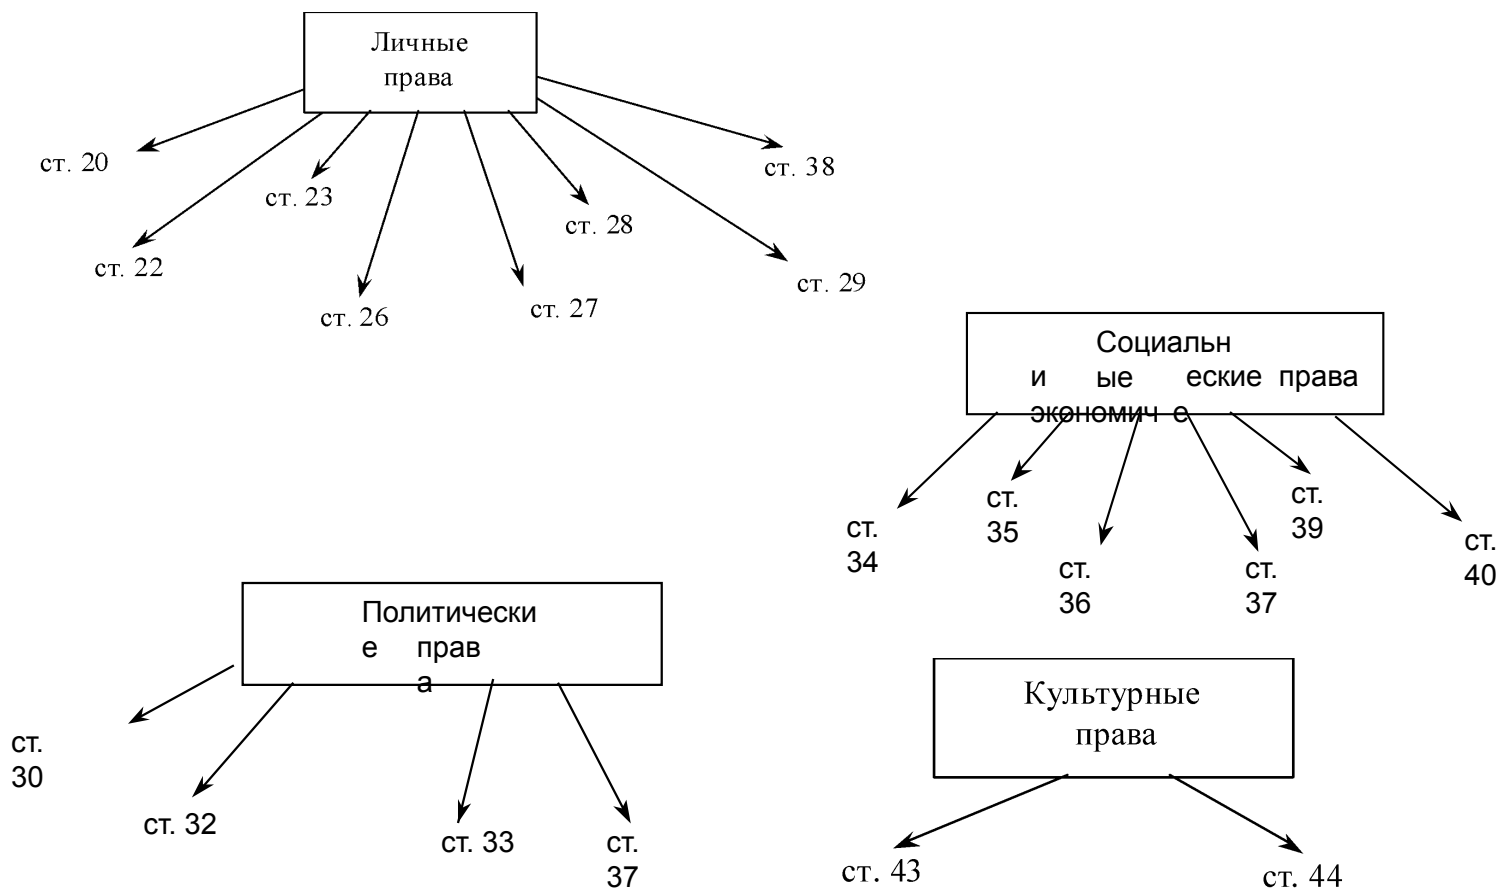 Личные
права
ст. 20
ст. 23
ст. 38
ст. 28
ст. 22
ст. 29
ст. 26
ст. 27
Социальн
и ые еские права
экономич е
ст.
34
ст.
35
ст.
36
ст.
37
ст.
39
ст.
40
Политически
е прав
а
ст.
30
ст. 32
ст. 33
ст.
37
Культурные
права
ст. 43
ст. 44